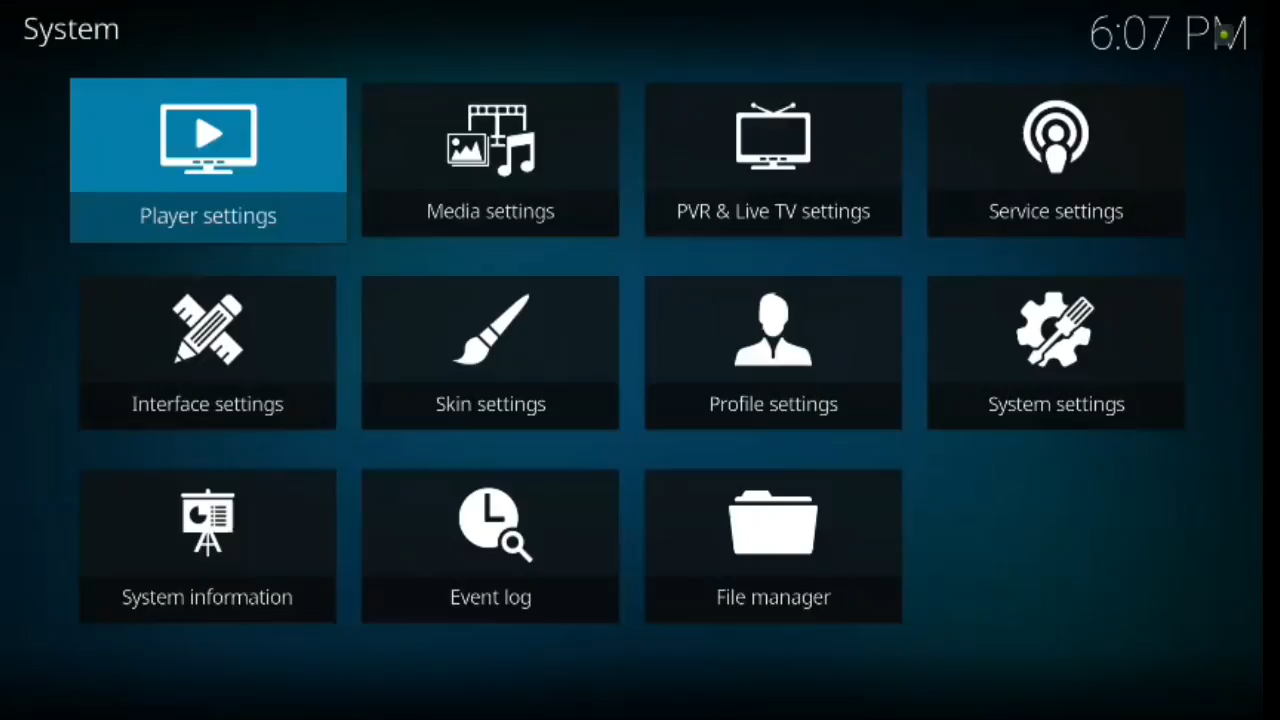 System
6:07 PM
Player settings
Media settings
PVR & Live TV settings
Service settings
Interface settings
Skin settings
Profile settings
System settings
System information
Event log
File manager